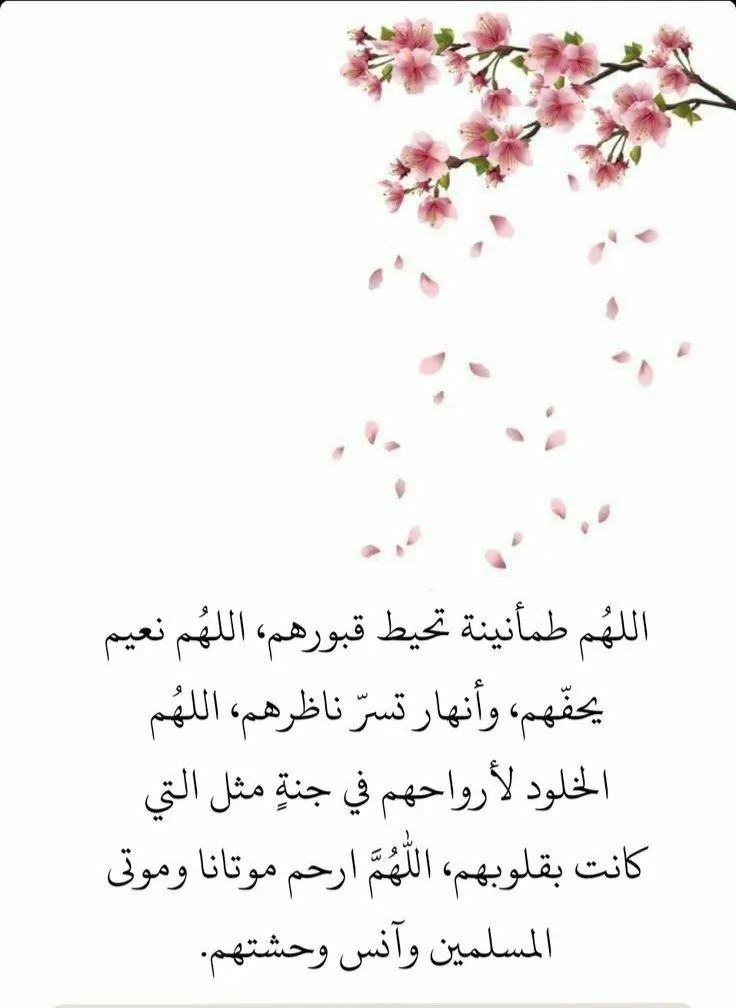 اللهُم طمأنينة تحيط قبورهم، اللهُم نعيم
يحفّهم، وأنهار تسرّ ناظرهم، اللهُم
الخلود لأرواحهم في جنةٍ مثل التي
كانت بقلوبهم، اللّٰهُمَّ ارحم موتانا وموتى
المسلمين وآنس وحشتهم.